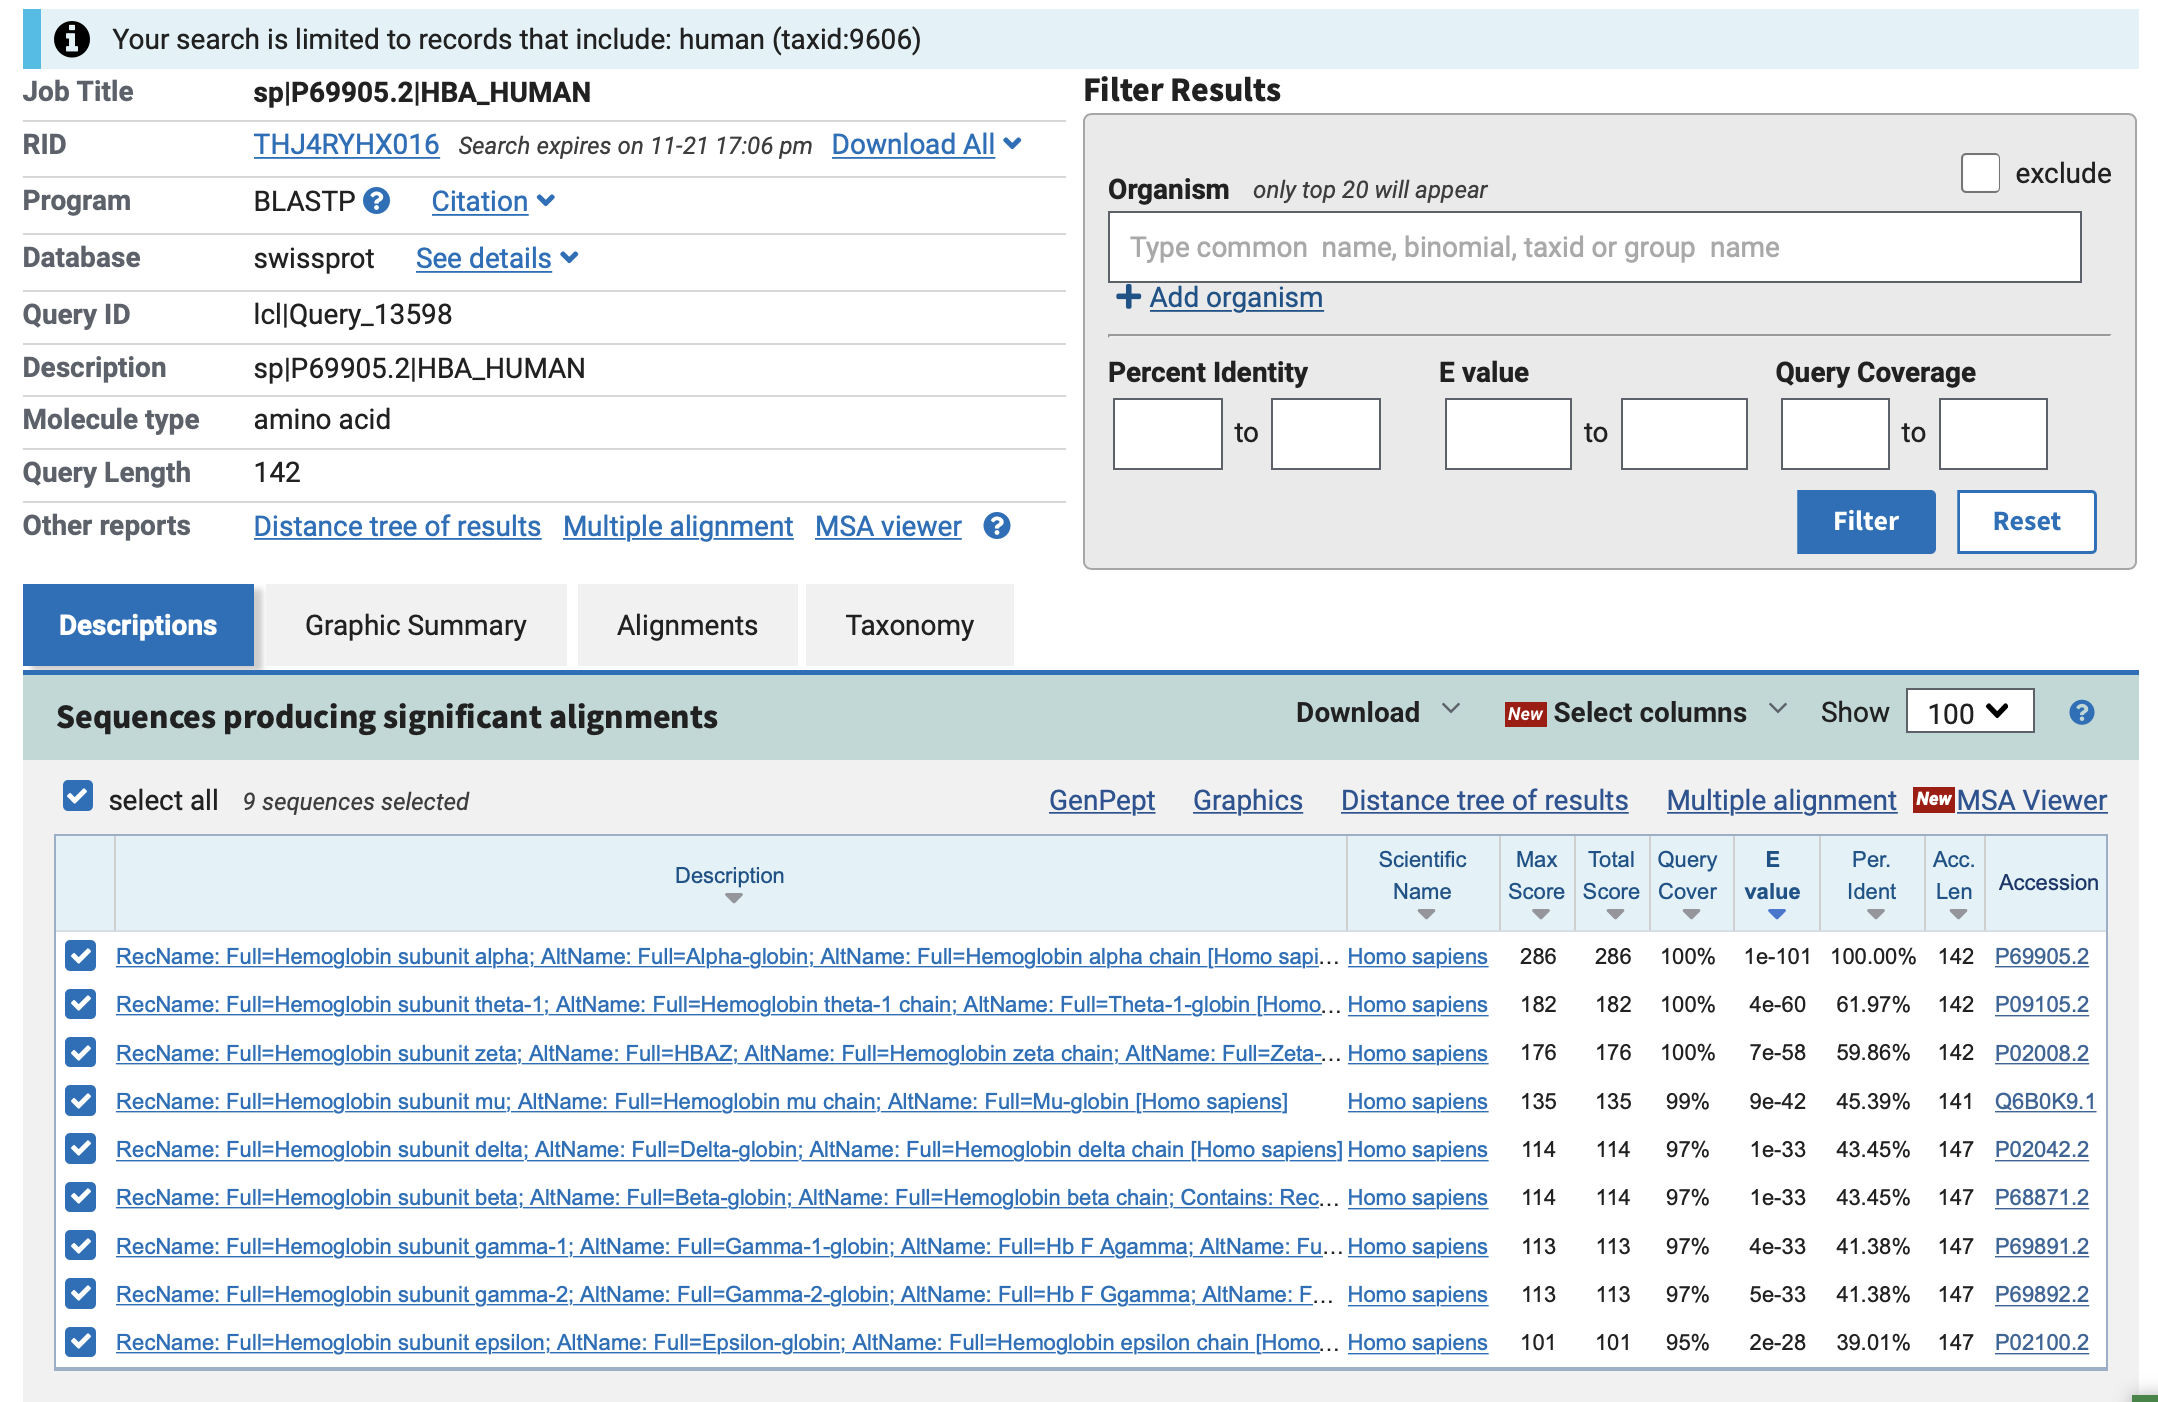 Your search is limited to records that include: human (taxid:9606)
Job Title sp|P69905.2|HBA_HUMAN
RID THJ4RYHX016 Search expires on 11-21 17:06 pm Download All
Program BLASTP Citation
Database swissprot See details
Query ID lcl|Query_13598
Description sp|P69905.2|HBA_HUMAN
Molecule type amino acid
Query Length 142
Other reports Distance tree of results Multiple alignment MSA viewer
Filter Results
exclude
Organism only top 20 will appear
Type common name, binomial, taxid or group name
Add organism
Percent Identity E value Query Coverage
to to to
Filter Reset
Descriptions Graphic Summary Alignments Taxonomy
Sequences producing significant alignments Download New Select columns Show 100
select all 9 sequences selected GenPept Graphics Distance tree of results Multiple alignment New MSA Viewer
Description Scientific Name Max Score Total Score Query Cover E value Per. Ident Acc. Len Accession
RecName: Full=Hemoglobin subunit alpha; AltName: Full=Alpha-globin; AltName: Full=Hemoglobin alpha chain [Homo sapi... Homo sapiens 286 286 100% 1e-101 100.00% 142 P69905.2
RecName: Full=Hemoglobin subunit theta-1; AltName: Full=Hemoglobin theta-1 chain; AltName: Full=Theta-1-globin [Homo... Homo sapiens 182 182 100% 4e-60 61.97% 142 P09105.2
RecName: Full=Hemoglobin subunit zeta; AltName: Full=HBAZ; AltName: Full=Hemoglobin zeta chain; AltName: Full=Zeta-... Homo sapiens 176 176 100% 7e-58 59.86% 142 P02008.2
RecName: Full=Hemoglobin subunit mu; AltName: Full=Hemoglobin mu chain; AltName: Full=Mu-globin [Homo sapiens] Homo sapiens 135 135 99% 9e-42 45.39% 141 Q6B0K9.1
RecName: Full=Hemoglobin subunit delta; AltName: Full=Delta-globin; AltName: Full=Hemoglobin delta chain [Homo sapiens] Homo sapiens 114 114 97% 1e-33 43.45% 147 P02042.2
RecName: Full=Hemoglobin subunit beta; AltName: Full=Beta-globin; AltName: Full=Hemoglobin beta chain; Contains: Rec... Homo sapiens 114 114 97% 1e-33 43.45% 147 P68871.2
RecName: Full=Hemoglobin subunit gamma-1; AltName: Full=Gamma-1-globin; AltName: Full=Hb F Agamma; AltName: Fu... Homo sapiens 113 113 97% 4e-33 41.38% 147 P69891.2
RecName: Full=Hemoglobin subunit gamma-2; AltName: Full=Gamma-2-globin; AltName: Full=Hb F Ggamma; AltName: F... Homo sapiens 113 113 97% 5e-33 41.38% 147 P69892.2
RecName: Full=Hemoglobin subunit epsilon; AltName: Full=Epsilon-globin; AltName: Full=Hemoglobin epsilon chain [Homo... Homo sapiens 101 101 95% 2e-28 39.01% 147 P02100.2